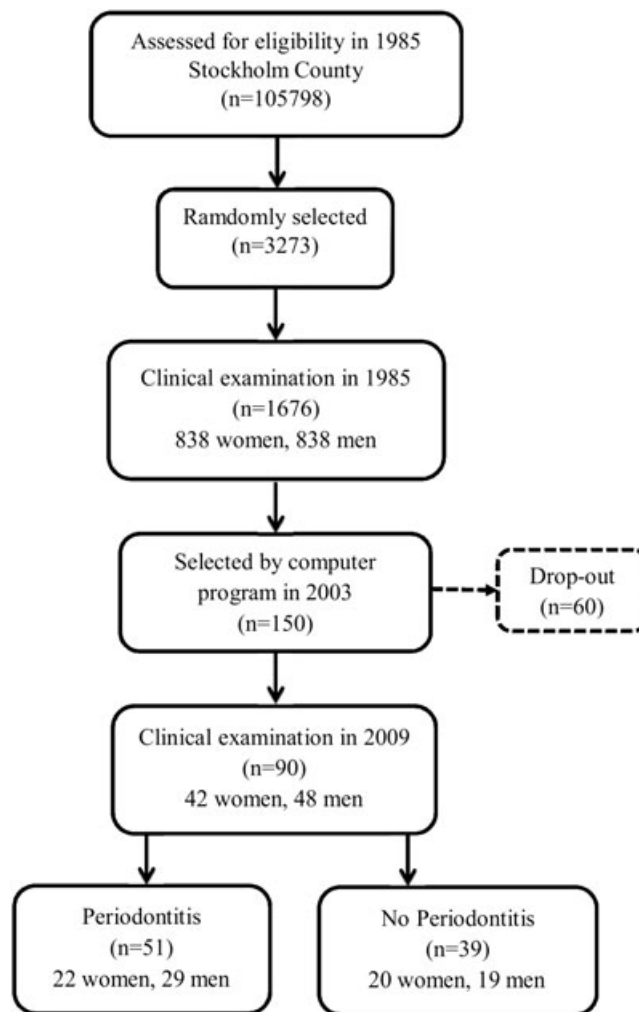 Assessed for eligibility in 1985
Stockholm County
(n=105798)
Ramdomly selected
(n=3273)
Clinical examination in 1985
(n=1676)
838 women, 838 men
Selected by computer
program in 2003
(n=150)
Drop-out
(n=60)
Clinical examination in 2009
(n=90)
42 women, 48 men
Periodontitis
(n=51)
22 women, 29 men
No Periodontitis
(n=39)
20 women, 19 men